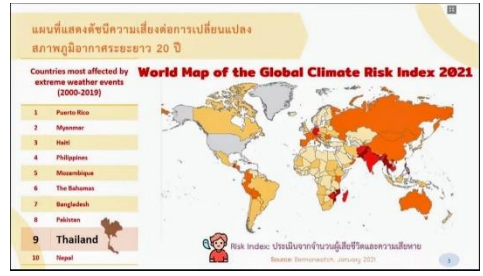 แผนที่แสดงดัชนีความเสี่ยงต่อการเปลี่ยนแปลง
สภาพภูมิอากาศระยะยาว 20 ปี
Countries most affected by
extreme weather events
(2000-2019)
World Map of the Global Climate Risk Index 2021
1 Puerto Rico
2 Myanmar
3 Haiti
4 Philippines
5 Mozambique
6 The Bahamas
7 Bangladesh
8 Pakistan
9 Thailand
10 Nepal
Risk Index: ประเมินจากจำนวนผู้เสียชีวิตและความเสียหาย
Source: Germanwatch, January 2021